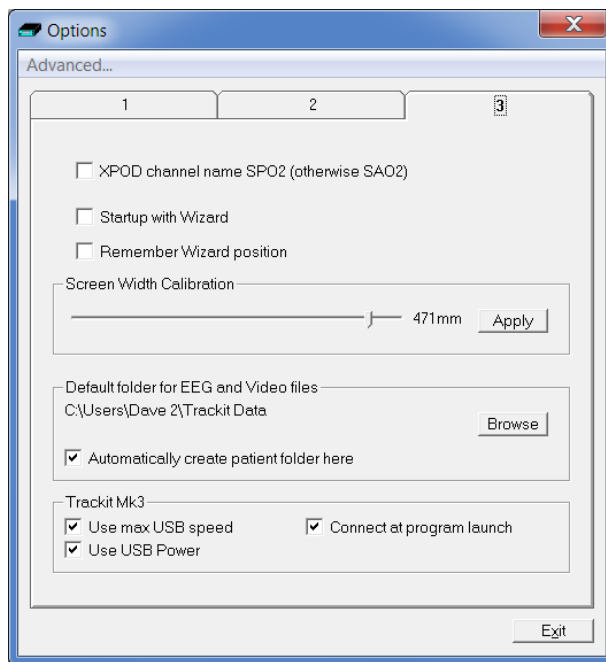 Options
X
Advanced...
1 2 3
XPOD channel name SPO2 (otherwise SAO2)
Startup with Wizard
Remember Wizard position
Screen Width Calibration
471mm Apply
Default folder for EEG and Video files
C:\Users\Dave 2\Trackit Data
Browse
Automatically create patient folder here
Trackit Mk3
Use max USB speed Connect at program launch
Use USB Power
Exit